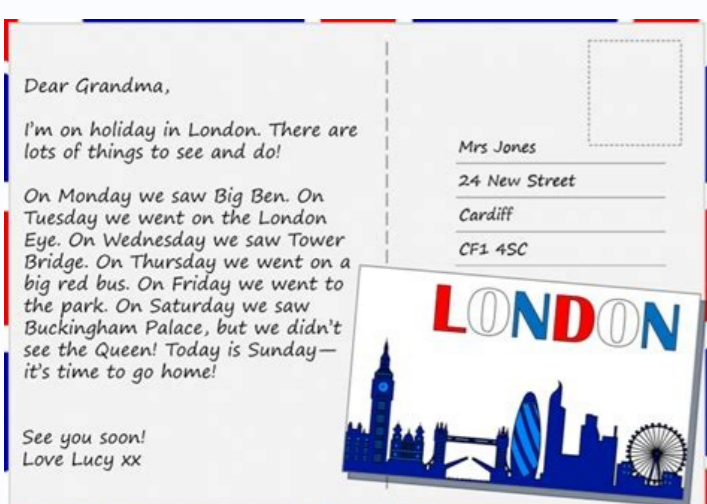 Dear Grandma,
I'm on holiday in London. There are
lots of things to see and do!
On Monday we saw Big Ben. On
Tuesday we went on the London
Eye. On Wednesday we saw Tower
Bridge. On Thursday we went on a
big red bus. On Friday we went to
the park. On Saturday we saw
Buckingham Palace, but we didn't
see the Queen! Today is Sunday—
it's time to go home!
See you soon!
Love Lucy xx
Mrs Jones
24 New Street
Cardiff
CF1 4SC
LONDON